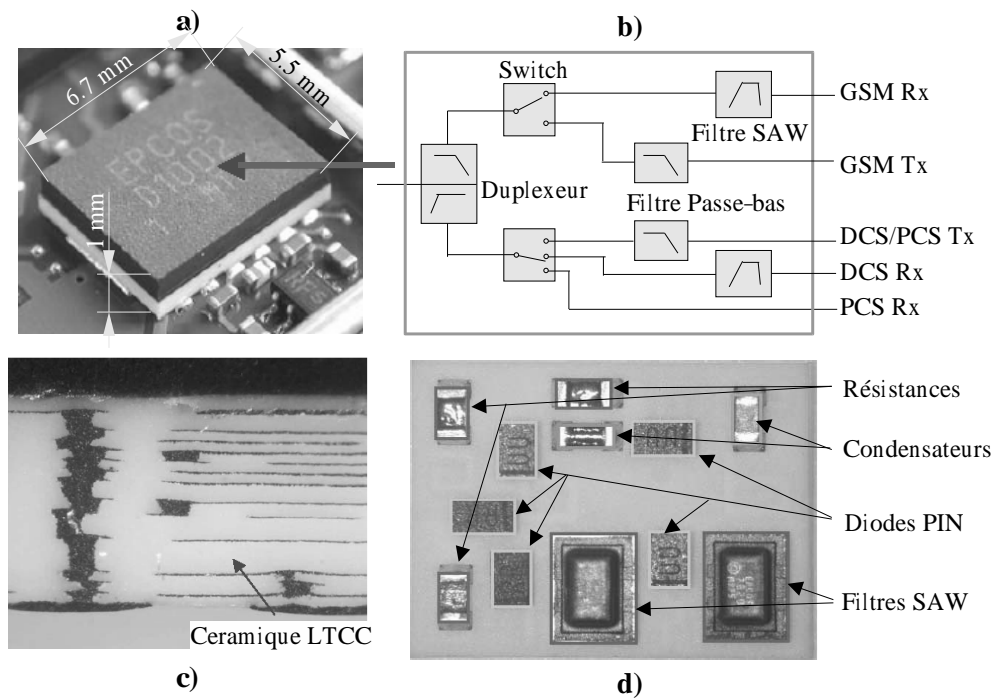 a)
6.7 mm
5.5 mm
1 mm
EPCOS
D10D2
b)
Switch
Duplexeur
Filtre SAW
Filtre Passe-bas
GSM Rx
GSM Tx
DCS/PCS Tx
DCS Rx
PCS Rx
Ceramique LTCC
c)
Résistances
Condensateurs
Diodes PIN
Filtres SAW
d)